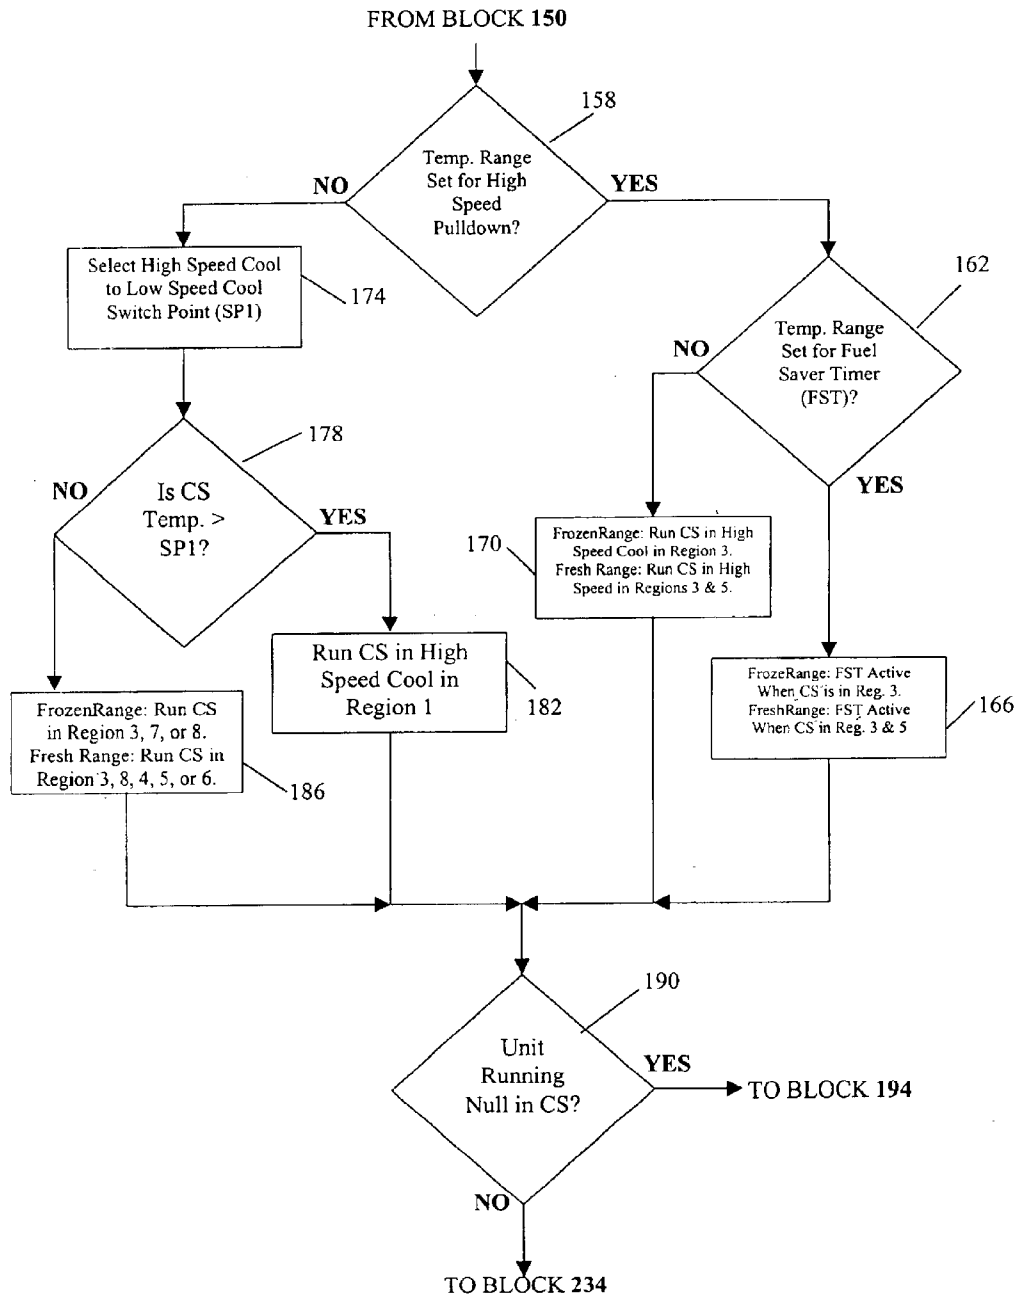 FROM BLOCK 150
158
Temp. Range
Set for High
Speed
Pulldown?
NO
YES
Select High Speed Cool
to Low Speed Cool
Switch Point (SP1)
174
162
Temp. Range
Set for Fuel
Saver Timer
(FST)?
NO
YES
178
Is CS
Temp. >
SP1?
NO
YES
170
FrozenRange: Run CS in High
Speed Cool in Region 3.
Fresh Range: Run CS in High
Speed in Regions 3 & 5.
Run CS in High
Speed Cool in
Region 1
182
FrozeRange: FST Active
When CS is in Reg. 3.
FreshRange: FST Active
When CS in Reg. 3 & 5
166
FrozenRange: Run CS
in Region 3, 7, or 8.
Fresh Range: Run CS in
Region 3, 8, 4, 5, or 6.
186
190
Unit
Running
Null in CS?
YES
TO BLOCK 194
NO
TO BLOCK 234